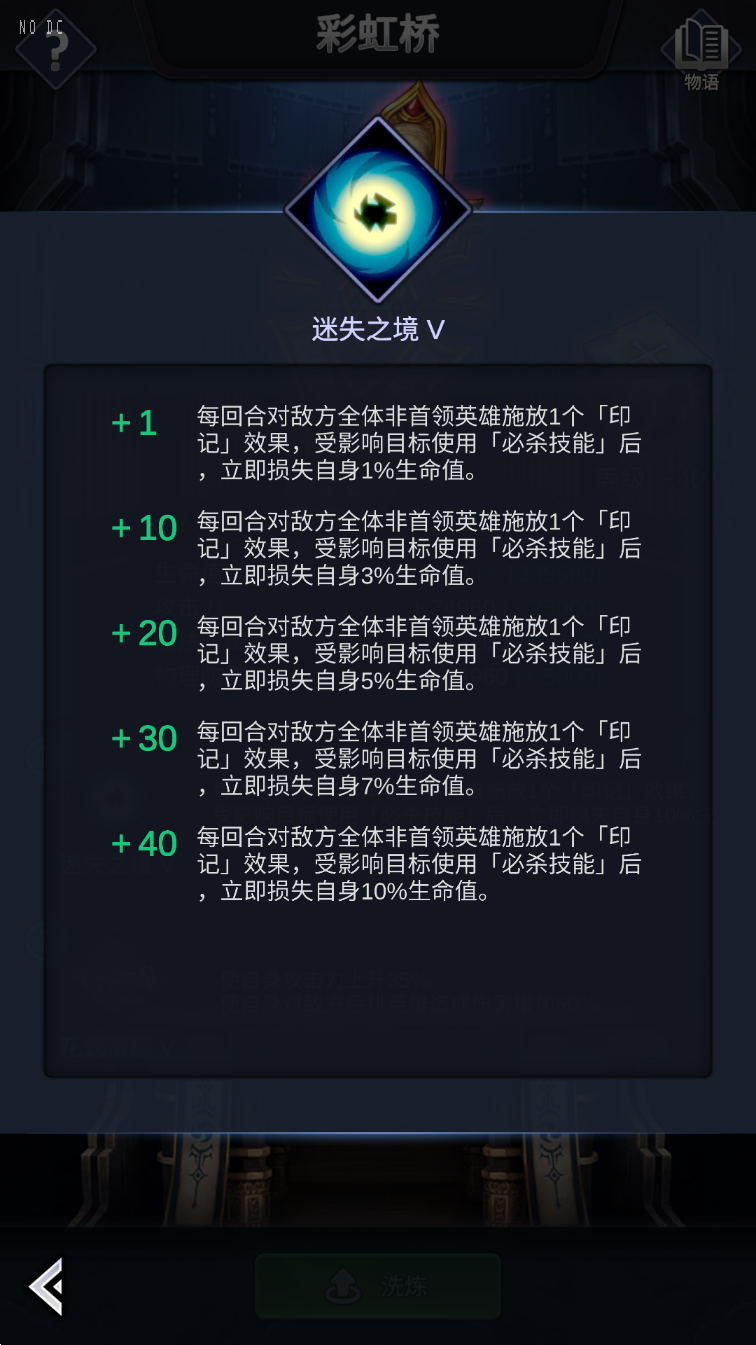 NO DC
彩虹桥
物语
迷失之境 V
+1
每回合对敌方全体非首领英雄施放1个「印
记」效果，受影响目标使用「必杀技能」后
，立即损失自身1%生命值。
+10
每回合对敌方全体非首领英雄施放1个「印
记」效果，受影响目标使用「必杀技能」后
，立即损失自身3%生命值。
+20
每回合对敌方全体非首领英雄施放1个「印
记」效果，受影响目标使用「必杀技能」后
，立即损失自身5%生命值。
+30
每回合对敌方全体非首领英雄施放1个「印
记」效果，受影响目标使用「必杀技能」后
，立即损失自身7%生命值。
+40
每回合对敌方全体非首领英雄施放1个「印
记」效果，受影响目标使用「必杀技能」后
，立即损失自身10%生命值。
洗炼